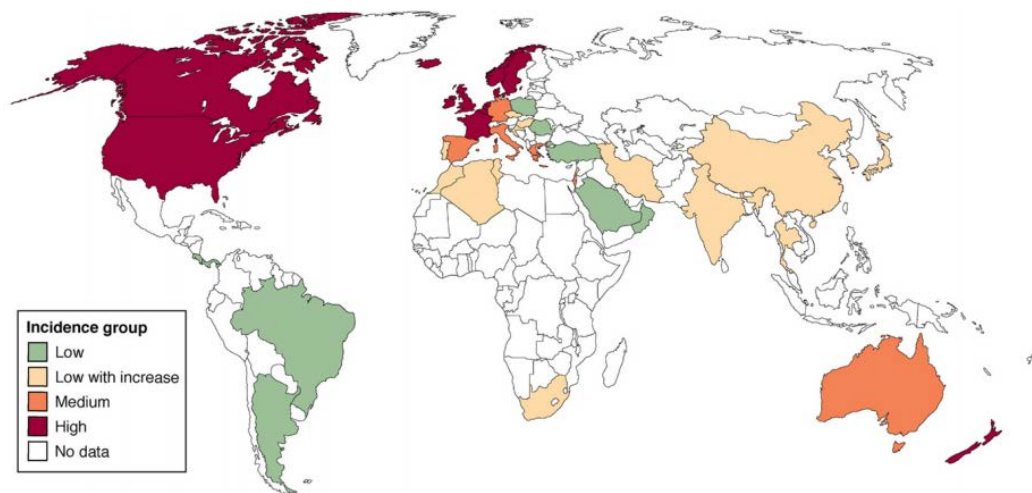 Incidence group
Low
Low with increase
Medium
High
No data